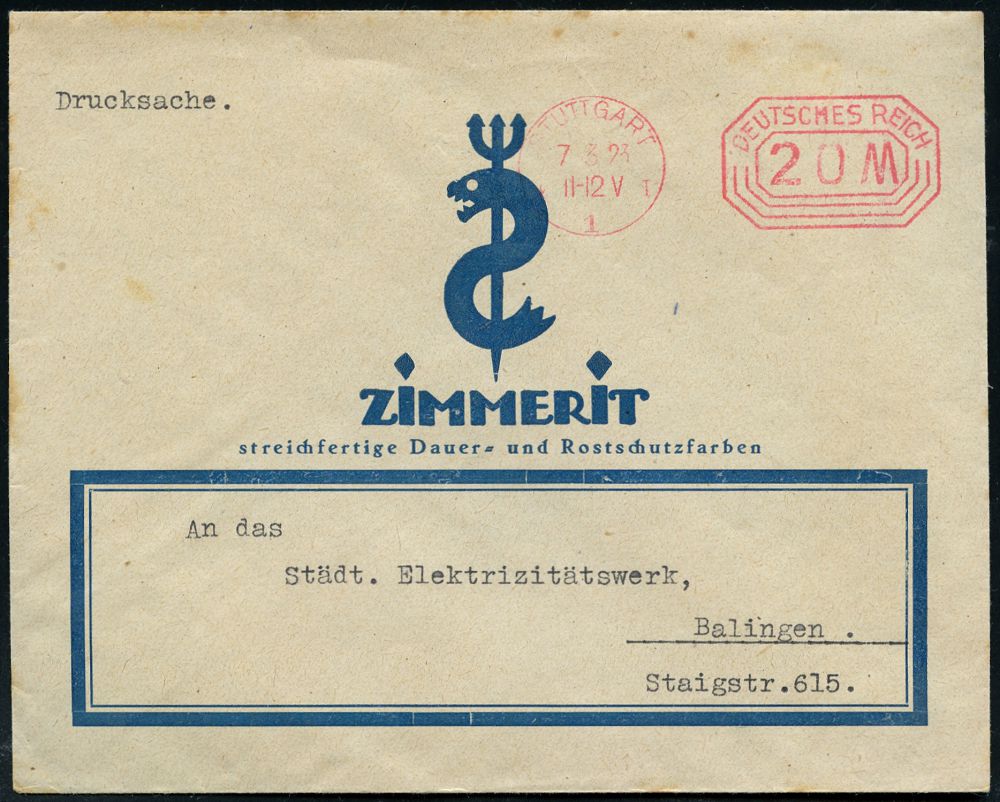 Drucksache.
STUTTGART
7 3 23
11-12 V
T
1
DEUTSCHES REICH
20 M
ZIMMERIT
streichfertige Dauer- und Rostschutzfarben
An das
Städt. Elektrizitätswerk,
Balingen .
Staigstr.615.